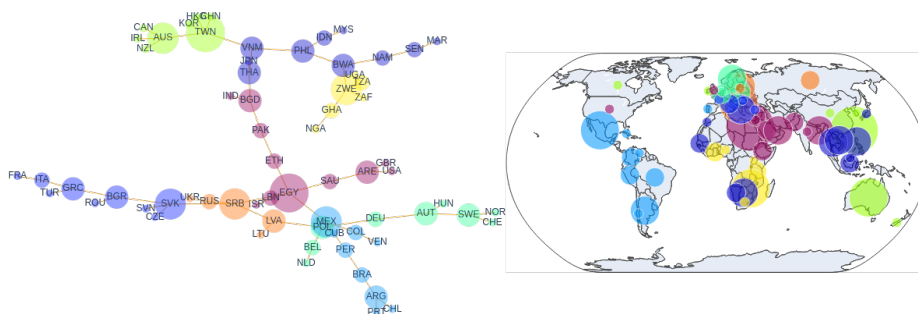 HKG CHN
CAN KOR
TWN
IRL AUS
NZL
MYS
IDN
VNM PHL
JPN
MAR
SEN
NAM
BWA
THA
UGA
TZA
ZWE
ZAF
IND BGD
GHA
NGA
PAK
ETH
GBR
USA
ARE
SAU
FRA ITA
TUR GRC
BGR
ROU
SVK
SVN
CZE
UKR RUS SRB
ISR LBN EGY
LVA
LTU
MEX
POL
CUB COL
VEN
DEU
AUT
HUN
SWE
NOR
CHE
BEL
NLD
PER
BRA
ARG
PRT CHL